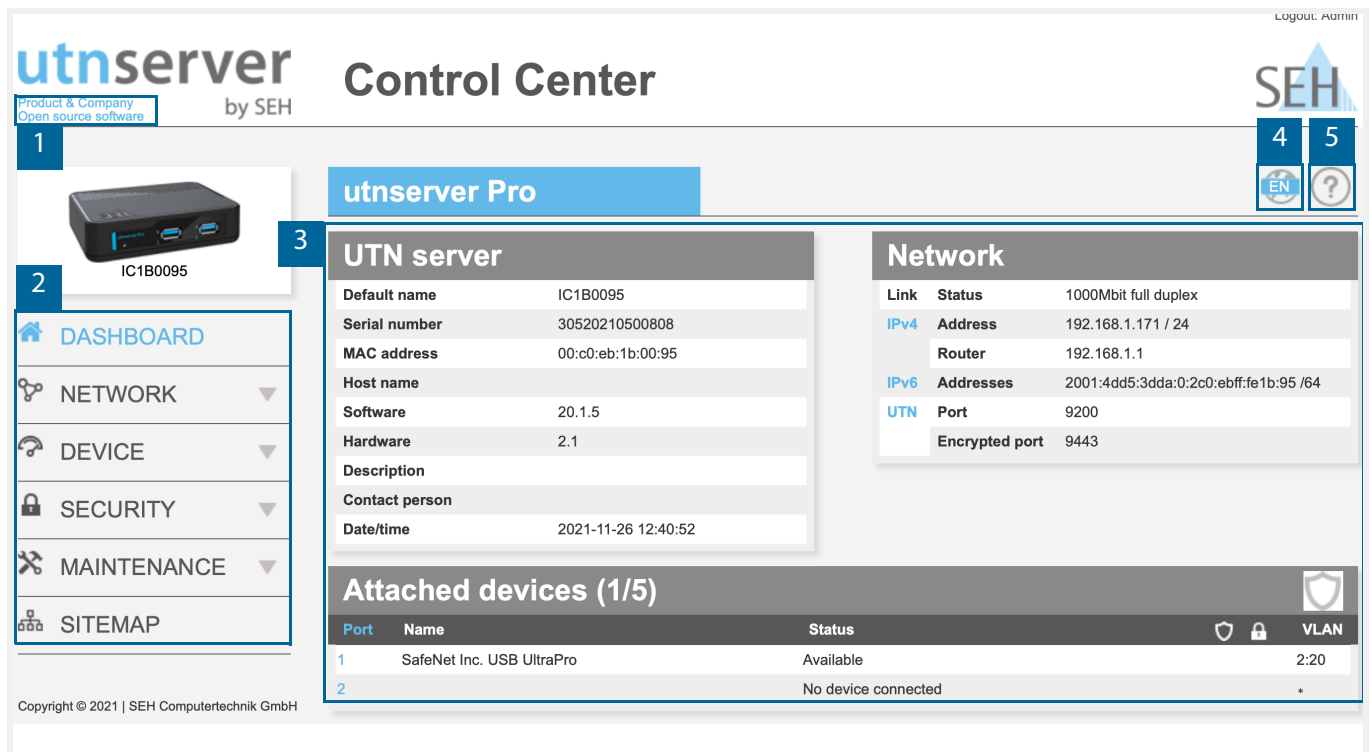 Logout: Admin
utnserver
by SEH
Control Center
SEH
Product & Company
Open source software
1
4
5
utnserver Pro
EN
?
IC1B0095
2
3
DASHBOARD
NETWORK
DEVICE
SECURITY
MAINTENANCE
SITEMAP
UTN server
Default name IC1B0095
Serial number 30520210500808
MAC address 00:c0:eb:1b:00:95
Host name
Software 20.1.5
Hardware 2.1
Description
Contact person
Date/time 2021-11-26 12:40:52
Network
Link Status 1000Mbit full duplex
IPv4 Address 192.168.1.171 / 24
Router 192.168.1.1
IPv6 Addresses 2001:4dd5:3dda:0:2c0:ebff:fe1b:95 /64
UTN Port 9200
Encrypted port 9443
Attached devices (1/5)
Port Name Status VLAN
1 SafeNet Inc. USB UltraPro Available 2:20
2 No device connected *
Copyright © 2021 | SEH Computertechnik GmbH